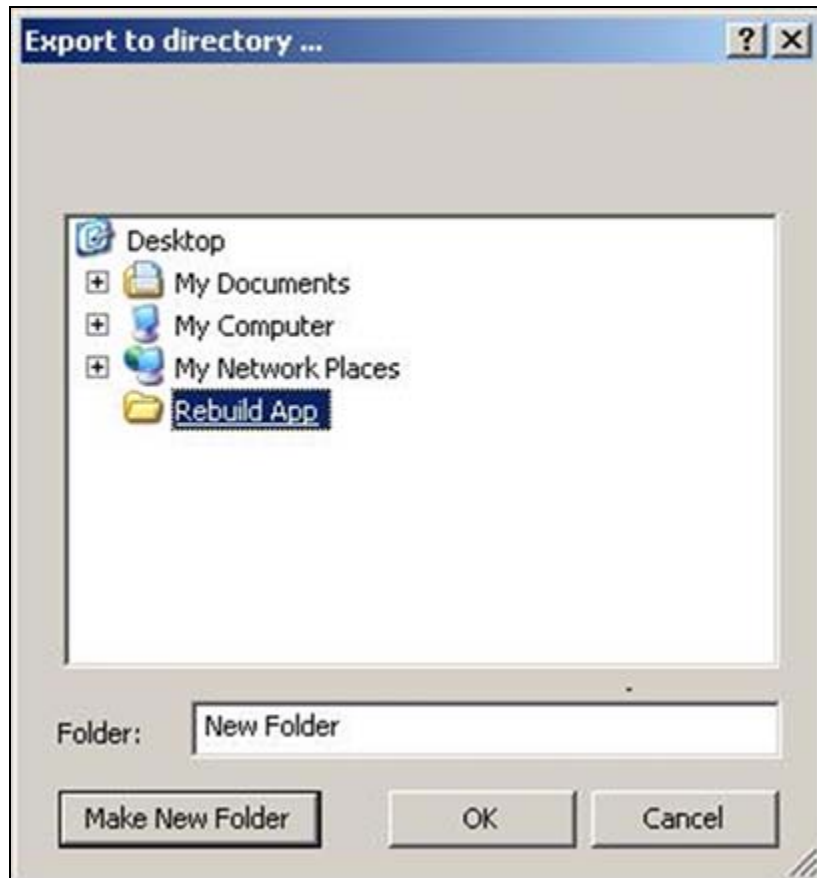 Export to directory ...
Desktop
My Documents
My Computer
My Network Places
Rebuild App
Folder: New Folder
Make New Folder OK Cancel